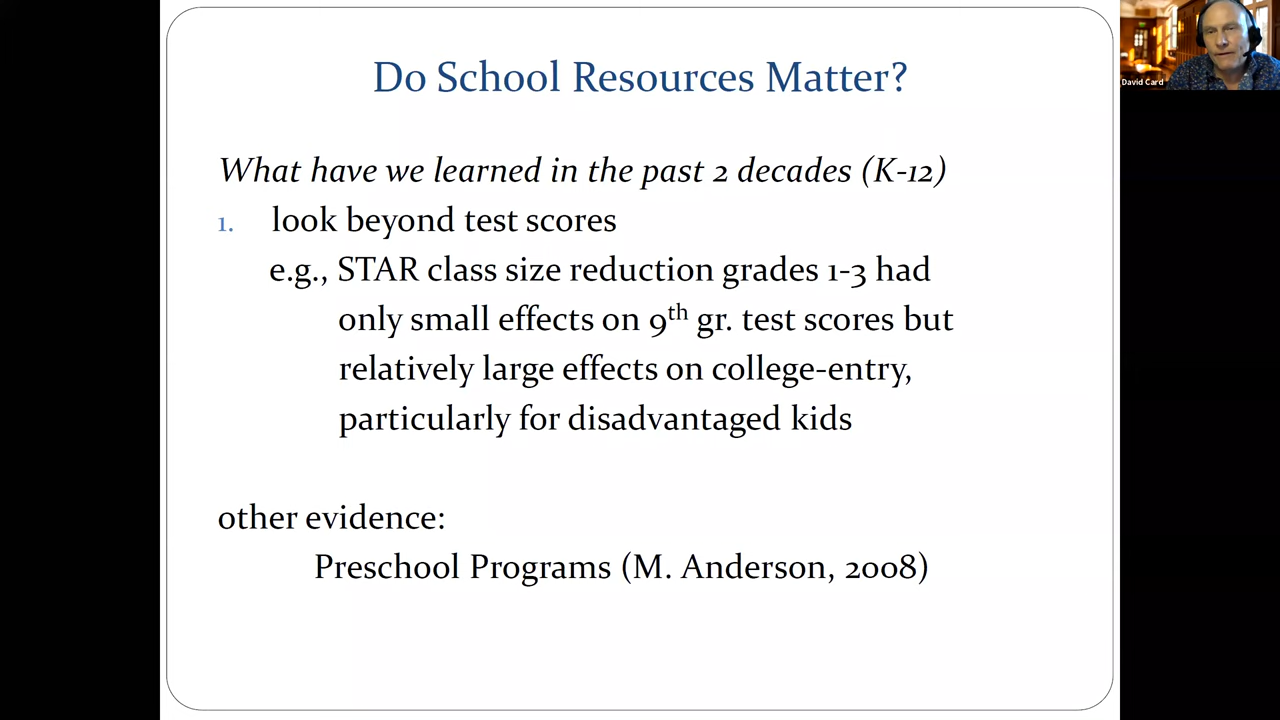 Do School Resources Matter?
What have we learned in the past 2 decades (K-12)
1. look beyond test scores
e.g., STAR class size reduction grades 1-3 had
only small effects on 9th gr. test scores but
relatively large effects on college-entry,
particularly for disadvantaged kids
other evidence:
Preschool Programs (M. Anderson, 2008)
David Card